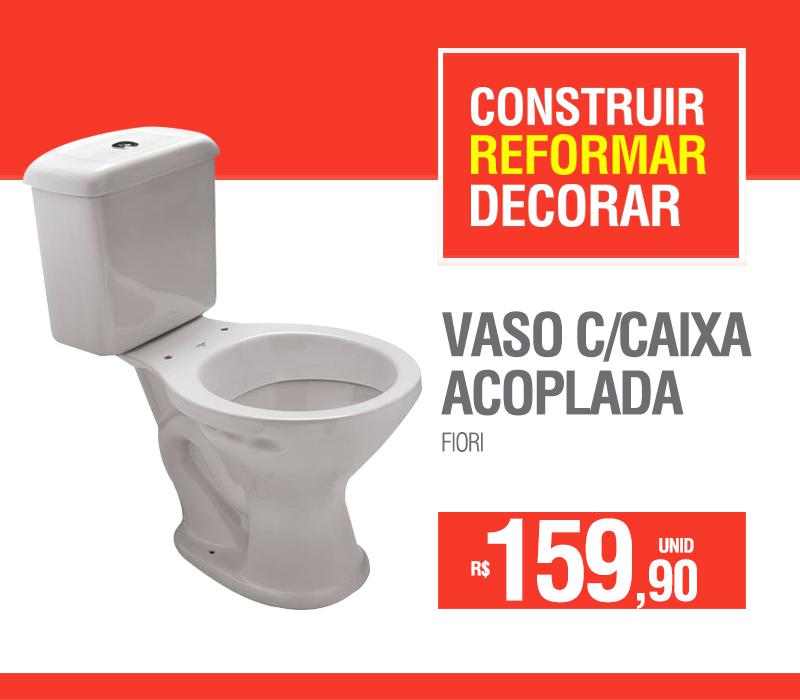 CONSTRUIR
REFORMAR
DECORAR
VASO C/CAIXA
ACOPLADA
FIORI
R$ 159,90 UNID